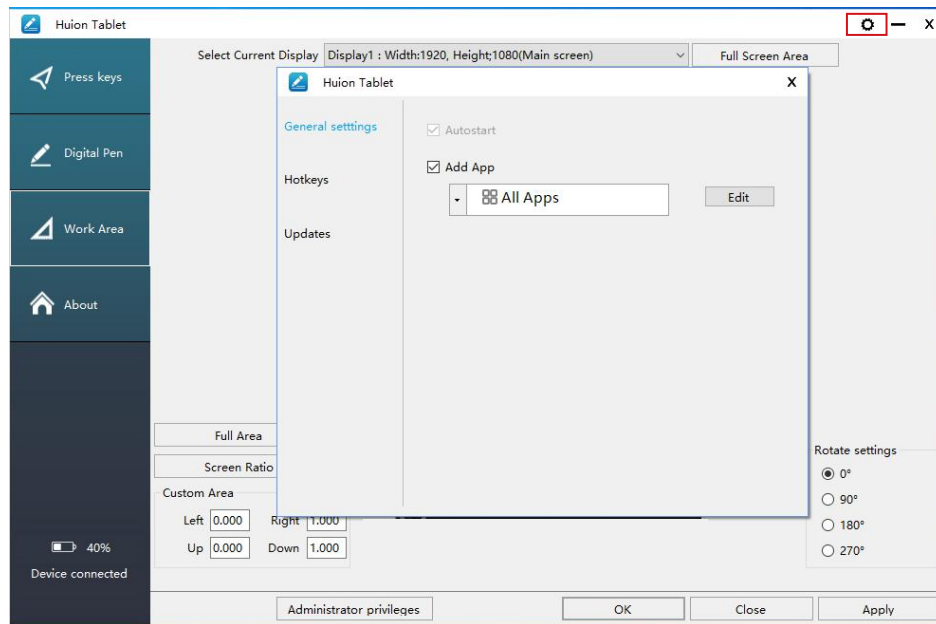 Huion Tablet
X
Press keys
Digital Pen
Work Area
About
40%
Device connected
Select Current Display
Display1 : Width:1920, Height;1080(Main screen)
Full Screen Area
Huion Tablet
X
General setttings
Hotkeys
Updates
Autostart
Add App
All Apps
Edit
Full Area
Screen Ratio
Custom Area
Left 0.000 Right 1.000
Up 0.000 Down 1.000
Rotate settings
0°
90°
180°
270°
Administrator privileges
OK
Close
Apply